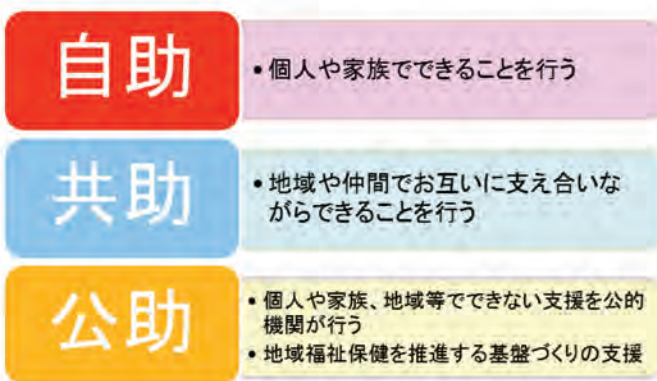 自助
• 個人や家族でできることを行う
共助
• 地域や仲間でお互いに支え合いな
がらできることを行う
公助
• 個人や家族、地域等でできない支援を公的
機関が行う
• 地域福祉保健を推進する基盤づくりの支援